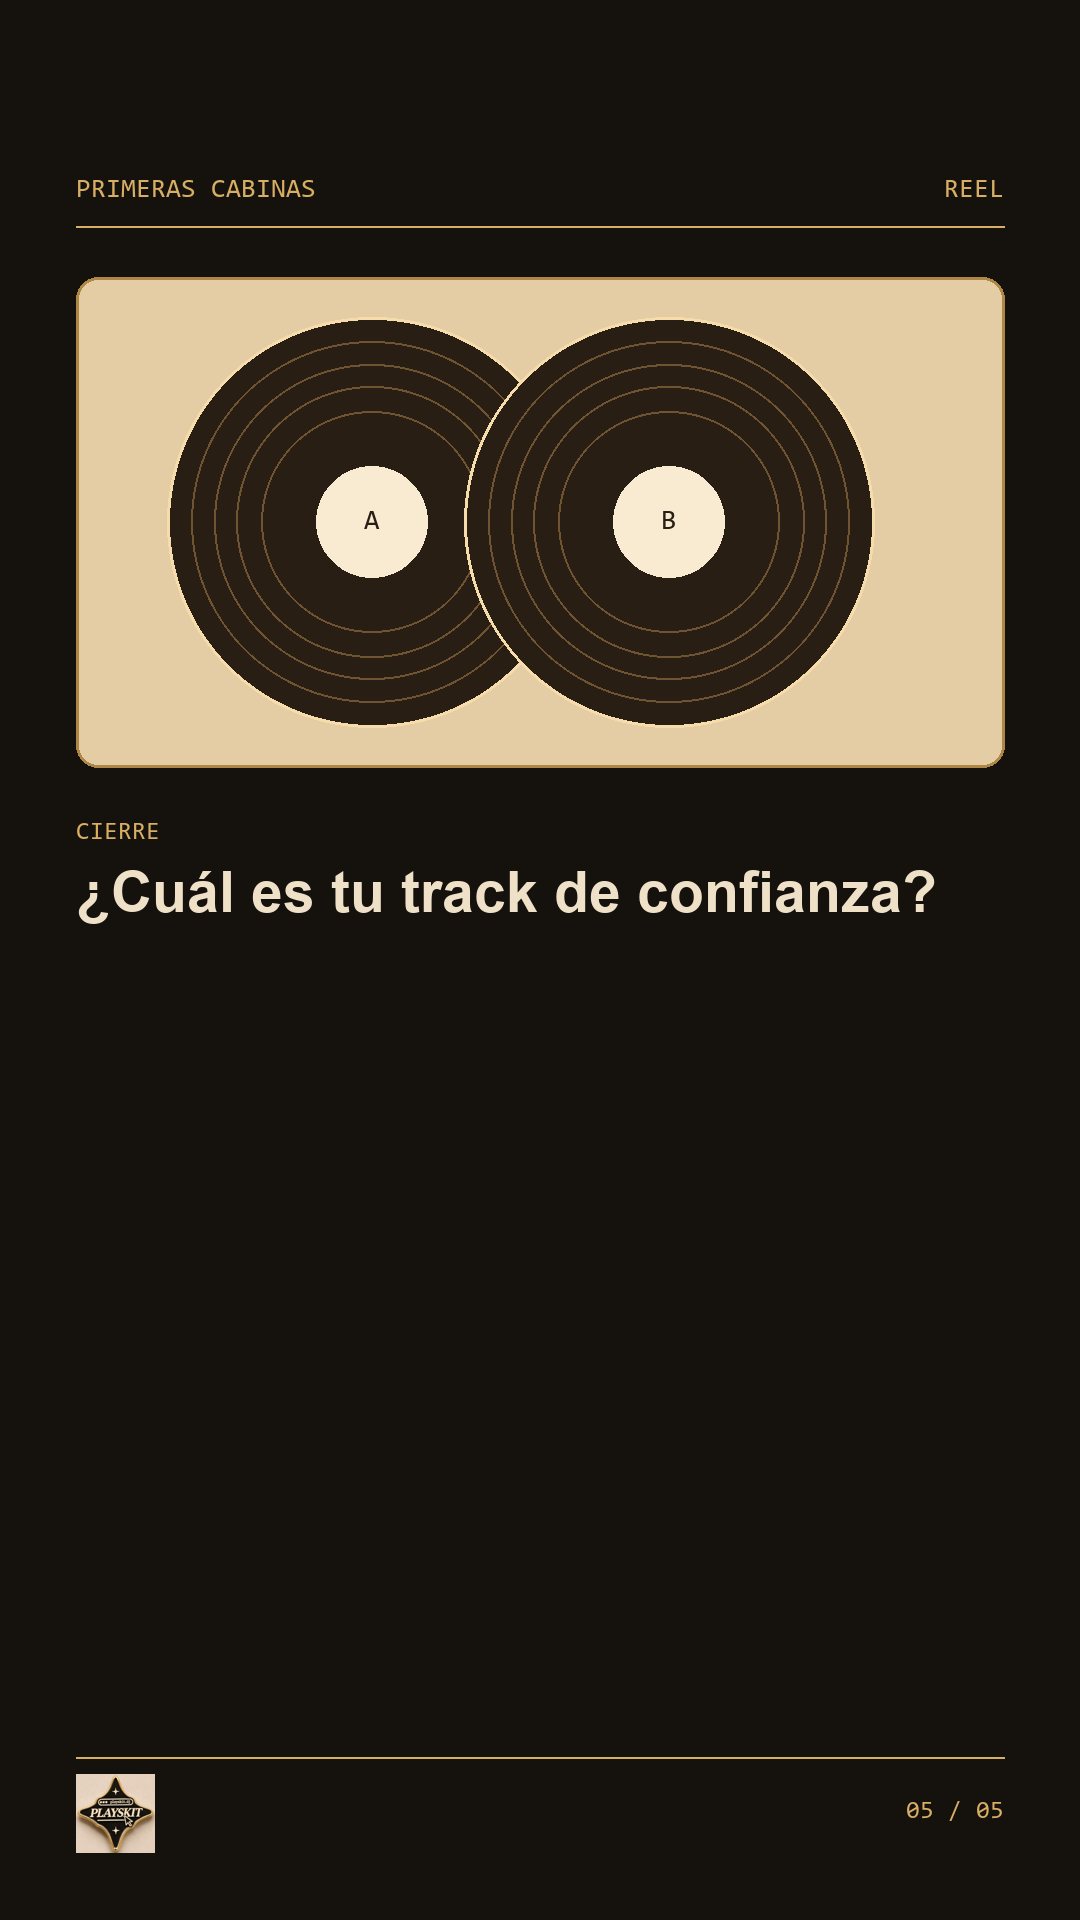 PRIMERAS CABINAS
REEL
A
B
CIERRE
¿Cuál es tu track de confianza?
PLAYSKIT
05 / 05